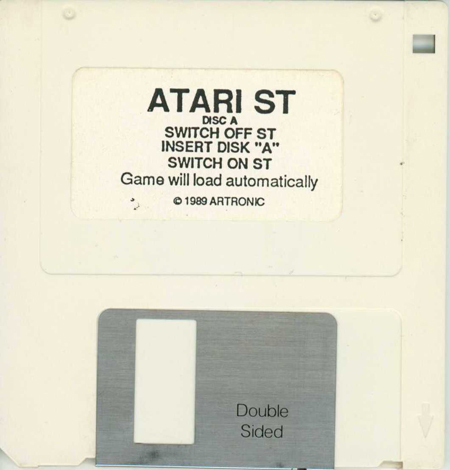 ATARI ST
DISC A
SWITCH OFF ST
INSERT DISK "A"
SWITCH ON ST
Game will load automatically
© 1989 ARTRONIC
Double
Sided